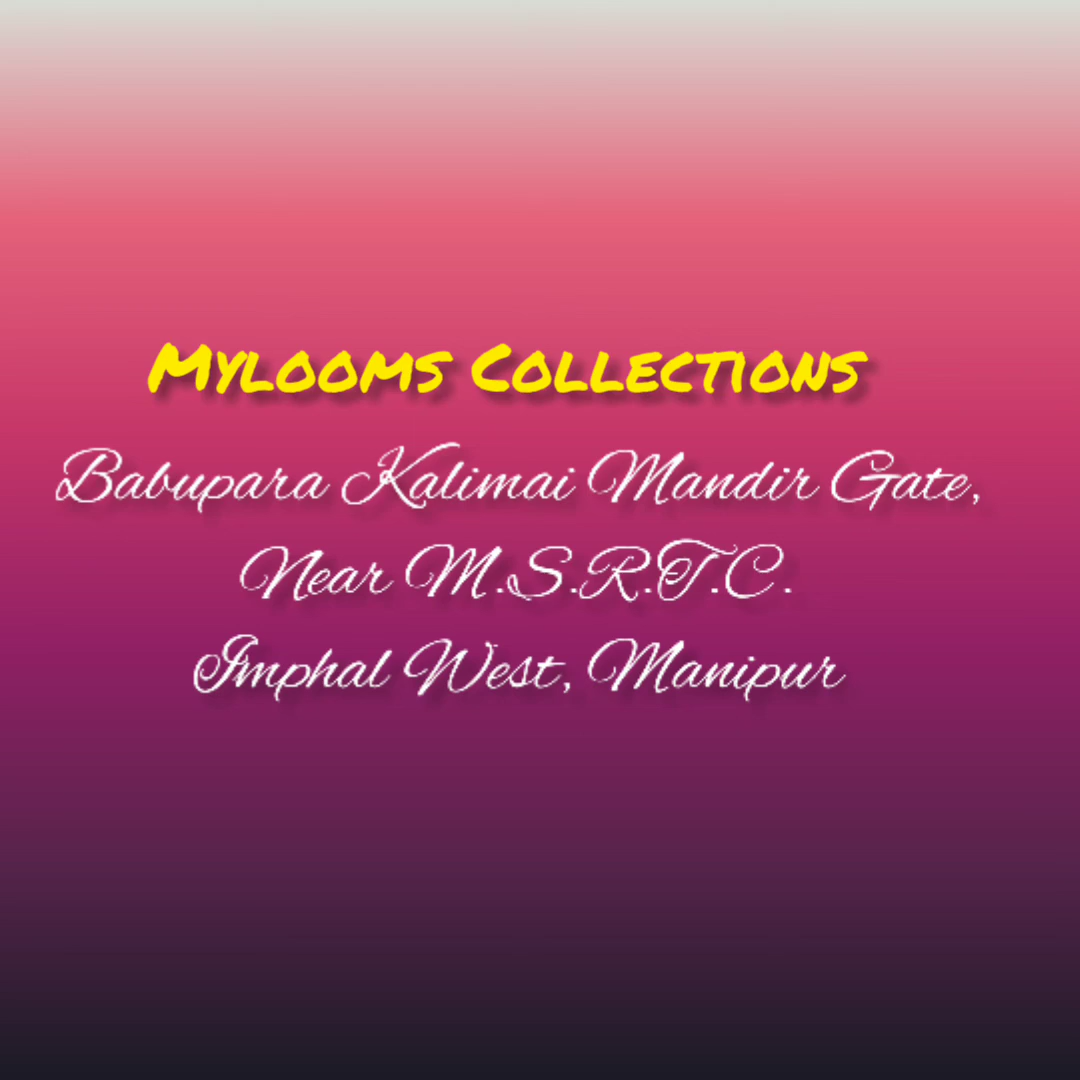 Mylooms Collections
Babupara Kalimai Mandir Gate,
Near M.S.R.T.C.
Imphal West, Manipur